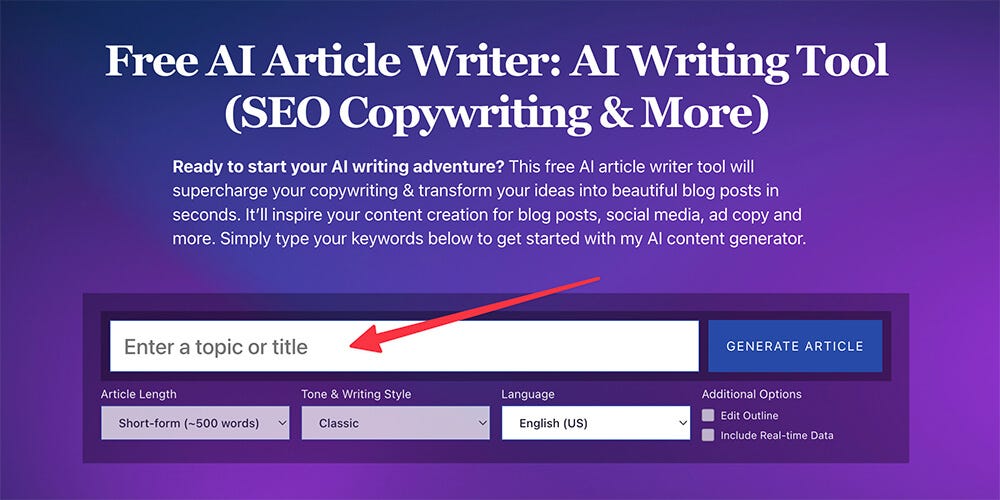 Free AI Article Writer: AI Writing Tool
(SEO Copywriting & More)
Ready to start your AI writing adventure? This free AI article writer tool will
supercharge your copywriting & transform your ideas into beautiful blog posts in
seconds. It’ll inspire your content creation for blog posts, social media, ad copy and
more. Simply type your keywords below to get started with my AI content generator.
Enter a topic or title
GENERATE ARTICLE
Article Length
Tone & Writing Style
Language
Additional Options
Short-form (~500 words)
Classic
English (US)
Edit Outline
Include Real-time Data